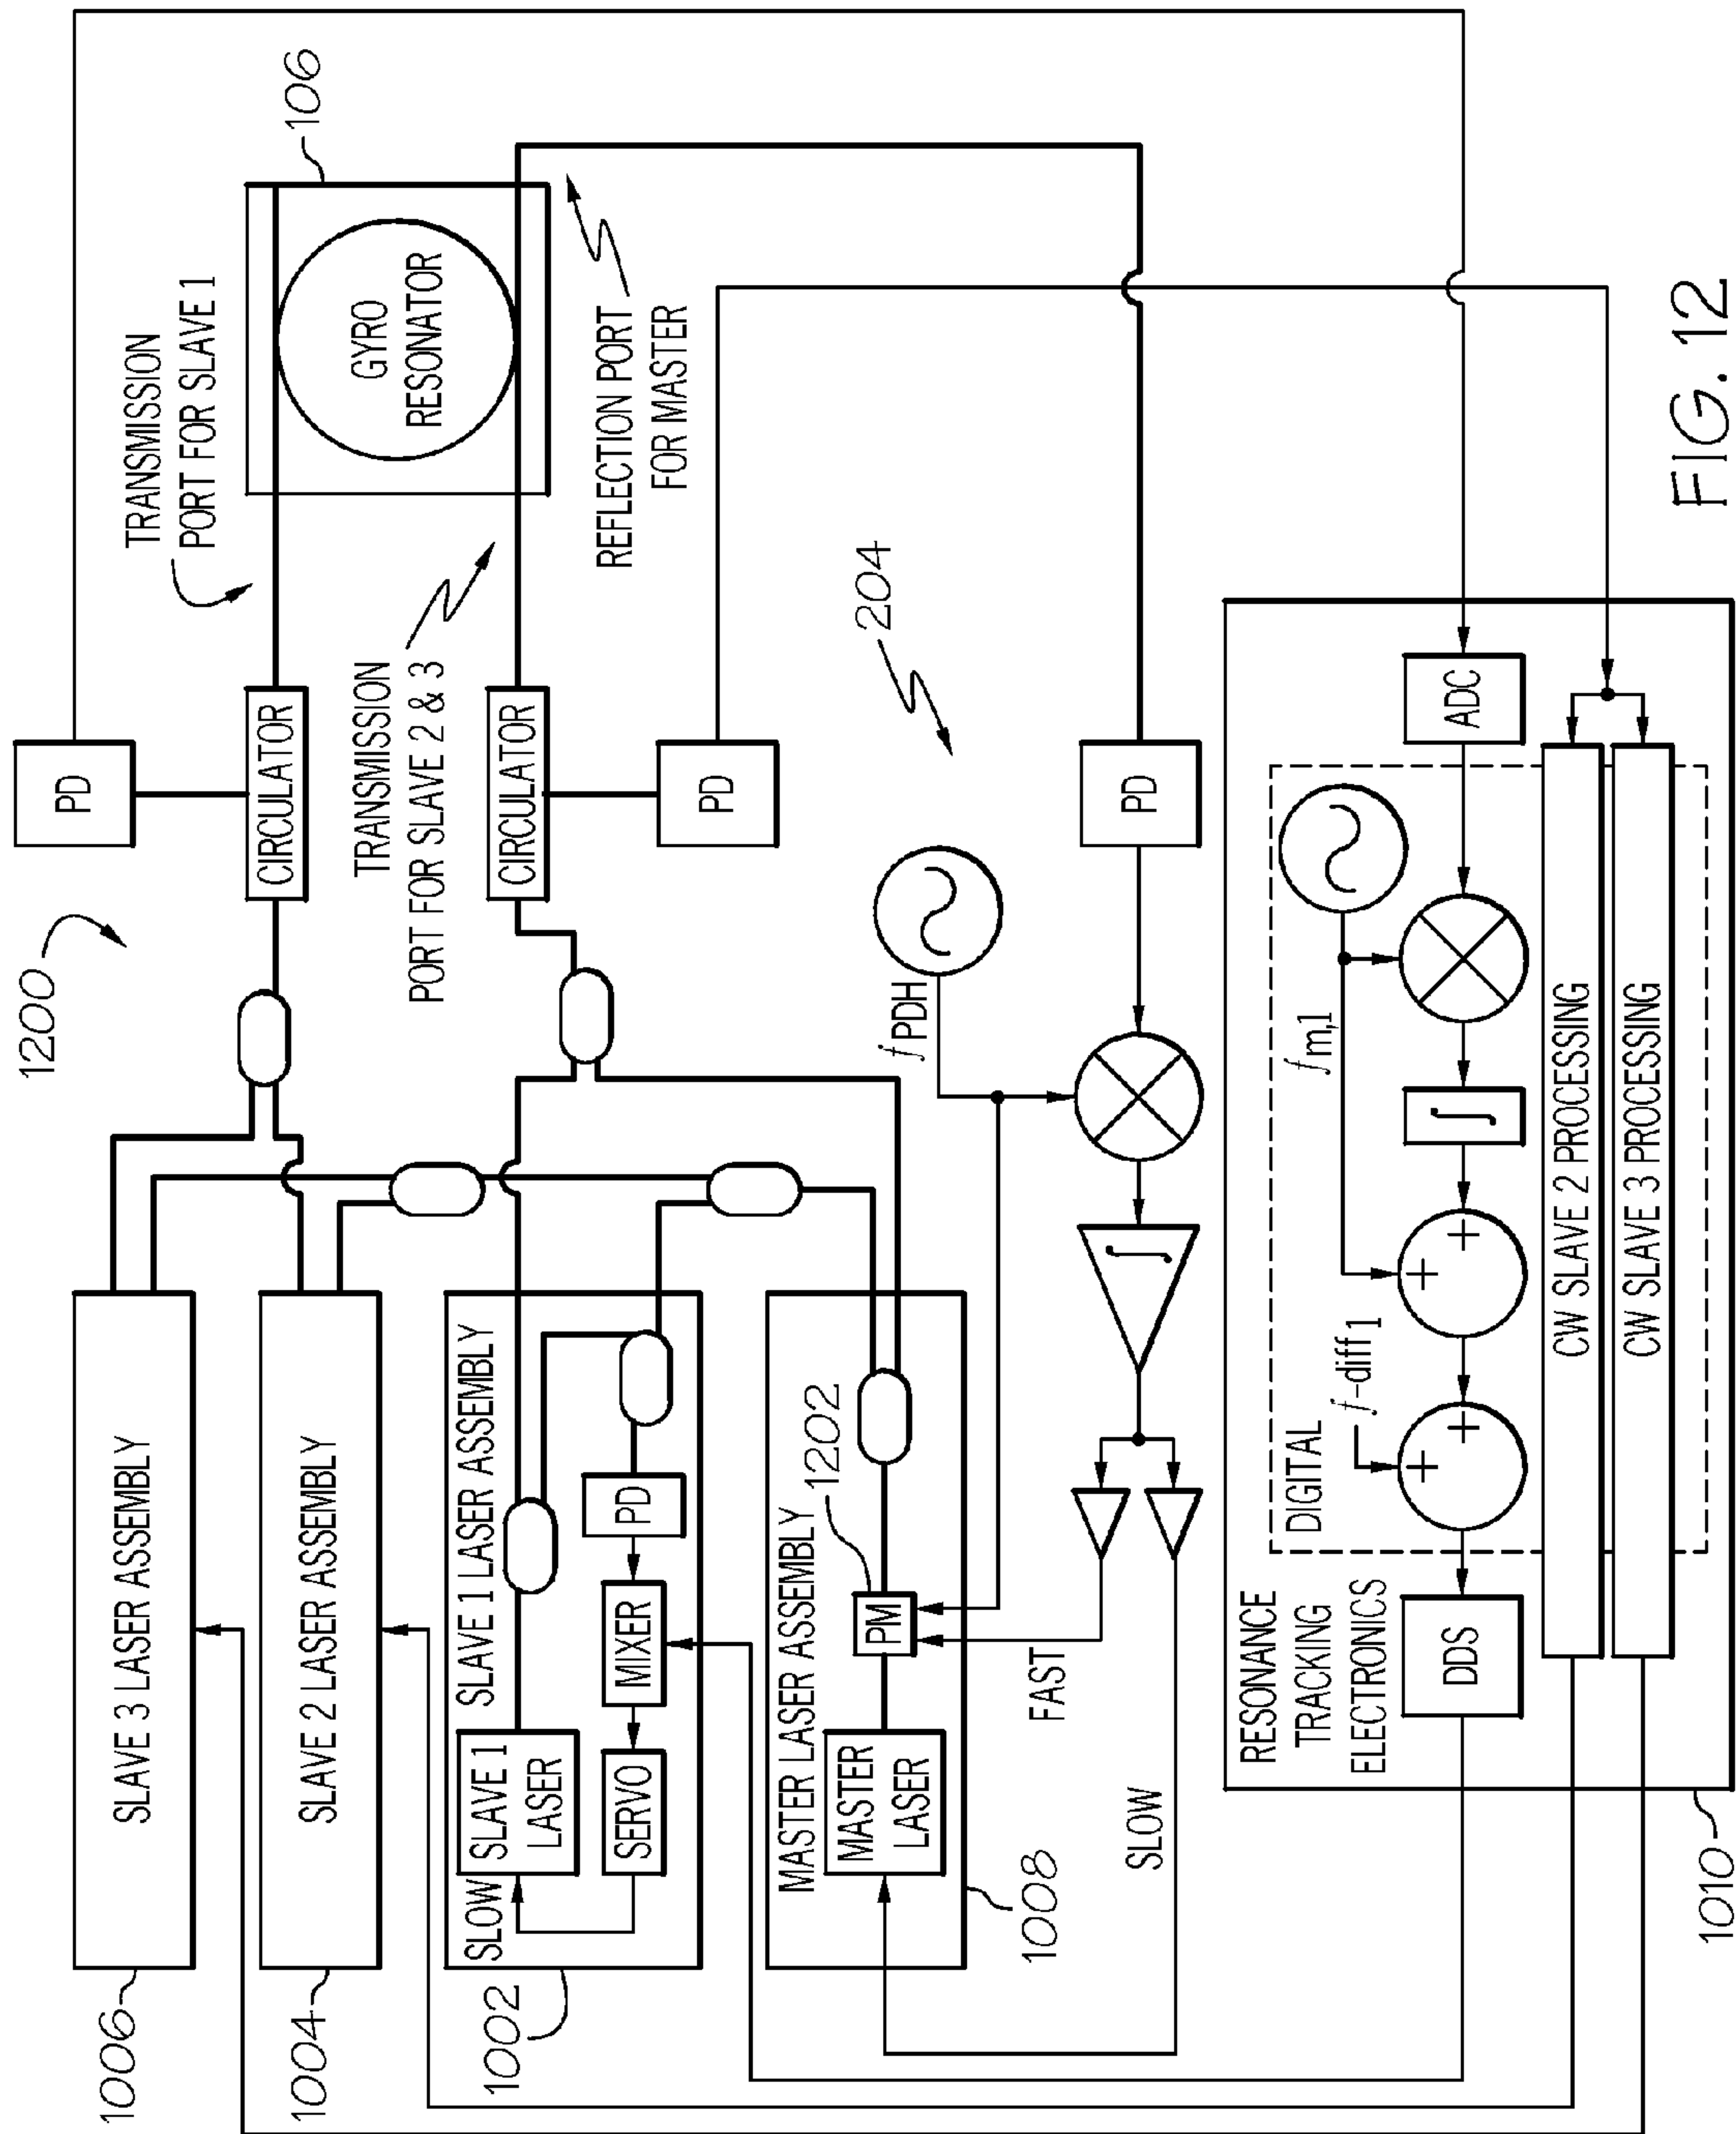 1200
PD
TRANSMISSION
PORT FOR SLAVE 1
106
CIRCULATOR
GYRO
RESONATOR
TRANSMISSION
PORT FOR SLAVE 2 & 3
CIRCULATOR
PD
REFLECTION PORT
FOR MASTER
1006
SLAVE 3 LASER ASSEMBLY
1004
SLAVE 2 LASER ASSEMBLY
1002
SLAVE 1 LASER ASSEMBLY
SLOW
SLAVE 1
LASER
SERVO
MIXER
PD
1008
MASTER LASER ASSEMBLY
MASTER
LASER
PM
1202
FAST
SLOW
fPDH
204
PD
1010
RESONANCE
TRACKING
ELECTRONICS
DDS
DIGITAL
f-diff1
fm,1
+
+
+
+
∫
∫
ADC
CW SLAVE 2 PROCESSING
CW SLAVE 3 PROCESSING
FIG. 12